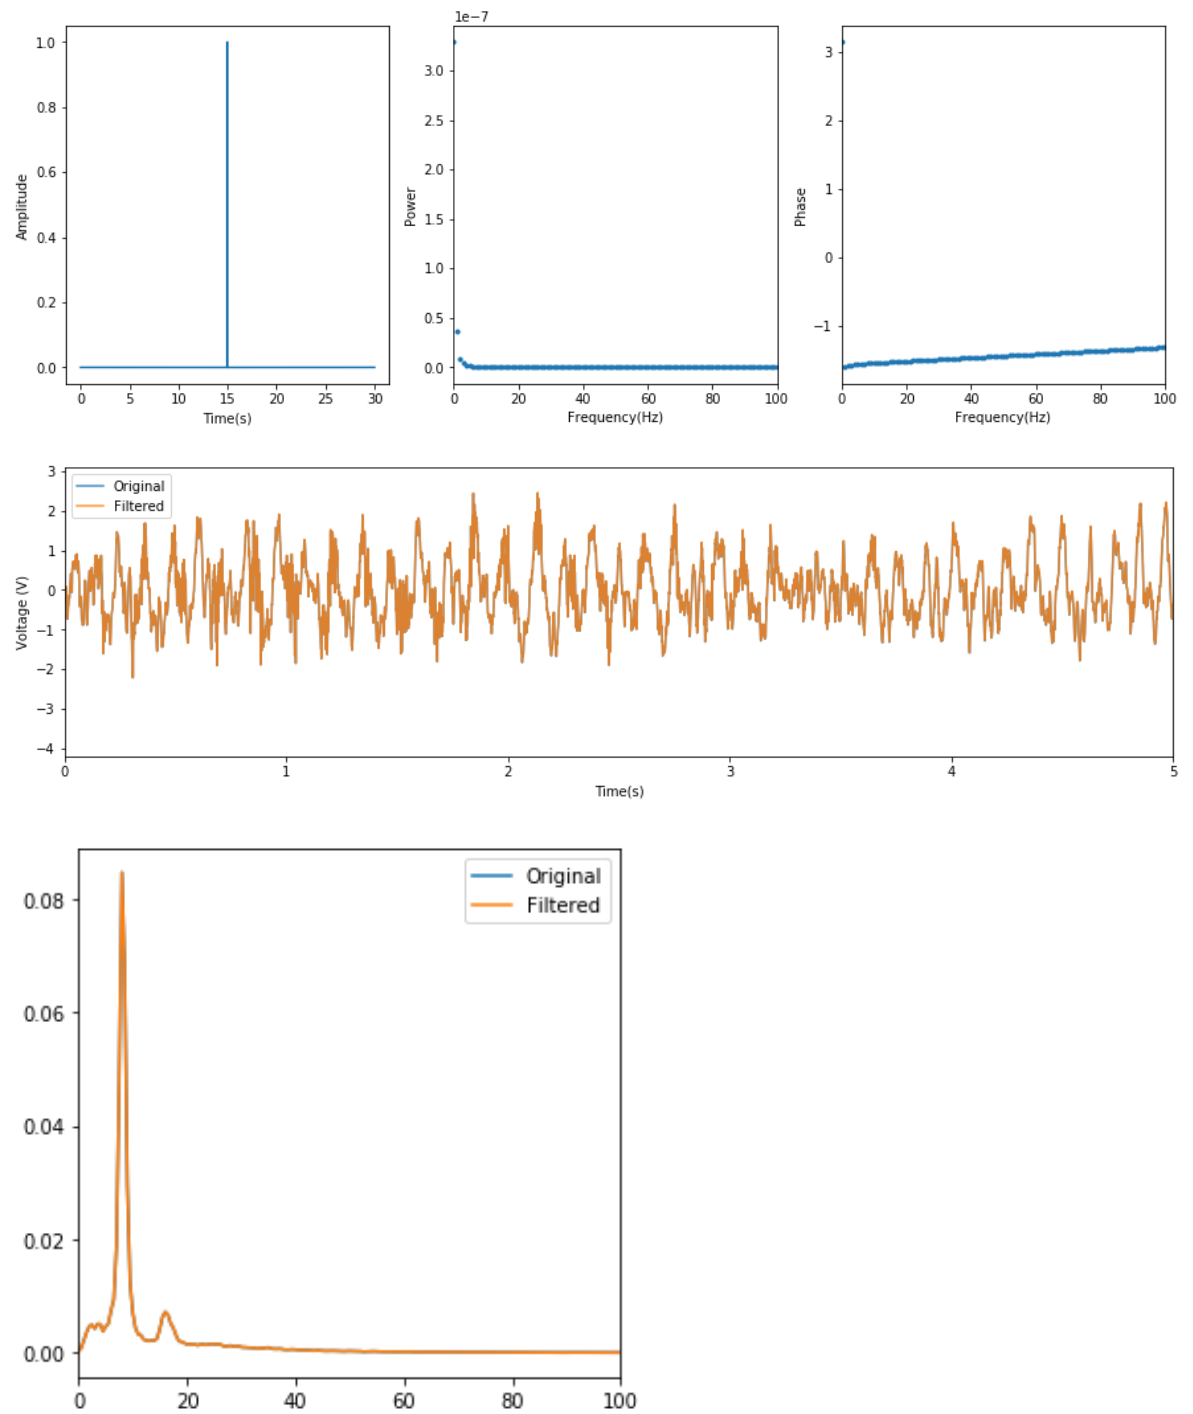 1e−7
1.0
0.8
0.6
0.4
0.2
0.0
Amplitude
0 5 10 15 20 25 30
Time(s)
3.0
2.5
2.0
1.5
1.0
0.5
0.0
Power
0 20 40 60 80 100
Frequency(Hz)
3
2
1
0
−1
Phase
0 20 40 60 80 100
Frequency(Hz)
3
2
1
0
−1
−2
−3
−4
Voltage (V)
Original
Filtered
0 1 2 3 4 5
Time(s)
0.08
0.06
0.04
0.02
0.00
Original
Filtered
0 20 40 60 80 100